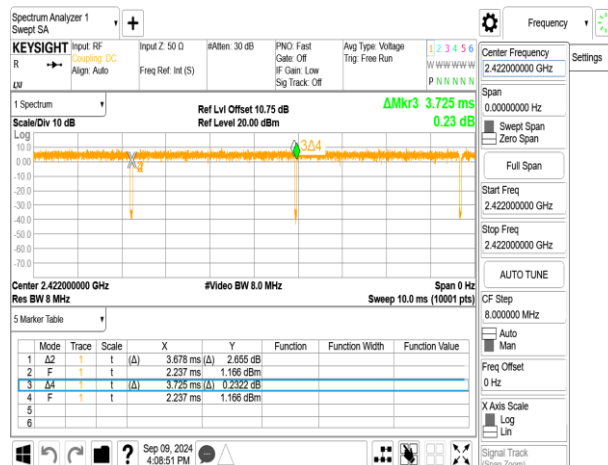 Spectrum Analyzer 1
Swept SA
Frequency
KEYSIGHT
R
Input: RF
Coupling: DC
Align: Auto
Input Z: 50 Ω
Freq Ref: Int (S)
#Atten: 30 dB
PNO: Fast
Gate: Off
IF Gain: Low
Sig Track: Off
Avg Type: Voltage
Trig: Free Run
1 2 3 4 5 6
W W W W W W
P N N N N N
LXI
1 Spectrum
Scale/Div 10 dB
Ref Lvl Offset 10.75 dB
Ref Level 20.00 dBm
ΔMkr3 3.725 ms
0.23 dB
Log
10.0
0.00
-10.0
-20.0
-30.0
-40.0
-50.0
-60.0
-70.0
3Δ4
Center 2.422000000 GHz
#Video BW 8.0 MHz
Span 0 Hz
Res BW 8 MHz
Sweep 10.0 ms (10001 pts)
5 Marker Table
Mode Trace Scale X Y Function Function Width Function Value
1 Δ2 1 t (Δ) 3.678 ms (Δ) 2.655 dB
2 F 1 t 2.237 ms 1.166 dBm
3 Δ4 1 t (Δ) 3.725 ms (Δ) 0.2322 dB
4 F 1 t 2.237 ms 1.166 dBm
5
6
?
Sep 09, 2024
4:08:51 PM
Center Frequency
2.422000000 GHz
Settings
Span
0.00000000 Hz
Swept Span
Zero Span
Full Span
Start Freq
2.422000000 GHz
Stop Freq
2.422000000 GHz
AUTO TUNE
CF Step
8.000000 MHz
Auto
Man
Freq Offset
0 Hz
X Axis Scale
Log
Lin
Signal Track
(Span Zoom)